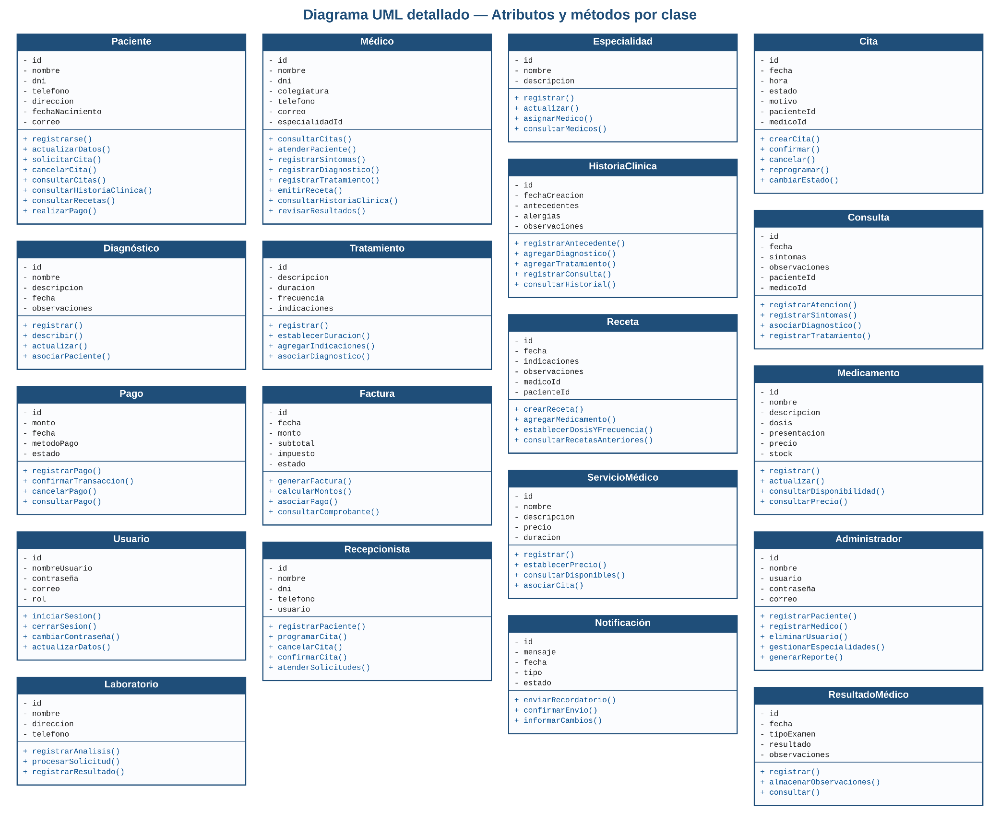 Diagrama UML detallado — Atributos y métodos por clase
Paciente
- id
- nombre
- dni
- telefono
- direccion
- fechaNacimiento
- correo
+ registrarse()
+ actualizarDatos()
+ solicitarCita()
+ cancelarCita()
+ consultarCitas()
+ consultarHistoriaClinica()
+ consultarRecetas()
+ realizarPago()
Médico
- id
- nombre
- dni
- colegiatura
- telefono
- correo
- especialidadId
+ consultarCitas()
+ atenderPaciente()
+ registrarSintomas()
+ registrarDiagnostico()
+ registrarTratamiento()
+ emitirReceta()
+ consultarHistoriaClinica()
+ revisarResultados()
Especialidad
- id
- nombre
- descripcion
+ registrar()
+ actualizar()
+ asignarMedico()
+ consultarMedicos()
Cita
- id
- fecha
- hora
- estado
- motivo
- pacienteId
- medicoId
+ crearCita()
+ confirmar()
+ cancelar()
+ reprogramar()
+ cambiarEstado()
Diagnóstico
- id
- nombre
- descripcion
- fecha
- observaciones
+ registrar()
+ describir()
+ actualizar()
+ asociarPaciente()
Tratamiento
- id
- descripcion
- duracion
- frecuencia
- indicaciones
+ registrar()
+ establecerDuracion()
+ agregarIndicaciones()
+ asociarDiagnostico()
HistoriaClinica
- id
- fechaCreacion
- antecedentes
- alergias
- observaciones
+ registrarAntecedente()
+ agregarDiagnostico()
+ agregarTratamiento()
+ registrarConsulta()
+ consultarHistorial()
Consulta
- id
- fecha
- sintomas
- observaciones
- pacienteId
- medicoId
+ registrarAtencion()
+ registrarSintomas()
+ asociarDiagnostico()
+ registrarTratamiento()
Pago
- id
- monto
- fecha
- metodoPago
- estado
+ registrarPago()
+ confirmarTransaccion()
+ cancelarPago()
+ consultarPago()
Factura
- id
- fecha
- monto
- subtotal
- impuesto
- estado
+ generarFactura()
+ calcularMontos()
+ asociarPago()
+ consultarComprobante()
Receta
- id
- fecha
- indicaciones
- observaciones
- medicoId
- pacienteId
+ crearReceta()
+ agregarMedicamento()
+ establecerDosisYFrecuencia()
+ consultarRecetasAnteriores()
Medicamento
- id
- nombre
- descripcion
- dosis
- presentacion
- precio
- stock
+ registrar()
+ actualizar()
+ consultarDisponibilidad()
+ consultarPrecio()
Usuario
- id
- nombreUsuario
- contraseña
- correo
- rol
+ iniciarSesion()
+ cerrarSesion()
+ cambiarContraseña()
+ actualizarDatos()
Recepcionista
- id
- nombre
- dni
- telefono
- usuario
+ registrarPaciente()
+ programarCita()
+ cancelarCita()
+ confirmarCita()
+ atenderSolicitudes()
ServicioMédico
- id
- nombre
- descripcion
- precio
- duracion
+ registrar()
+ establecerPrecio()
+ consultarDisponibles()
+ asociarCita()
Administrador
- id
- nombre
- usuario
- contraseña
- correo
+ registrarPaciente()
+ registrarMedico()
+ eliminarUsuario()
+ gestionarEspecialidades()
+ generarReporte()
Laboratorio
- id
- nombre
- direccion
- telefono
+ registrarAnalisis()
+ procesarSolicitud()
+ registrarResultado()
Notificación
- id
- mensaje
- fecha
- tipo
- estado
+ enviarRecordatorio()
+ confirmarEnvio()
+ informarCambios()
ResultadoMédico
- id
- fecha
- tipoExamen
- resultado
- observaciones
+ registrar()
+ almacenarObservaciones()
+ consultar()